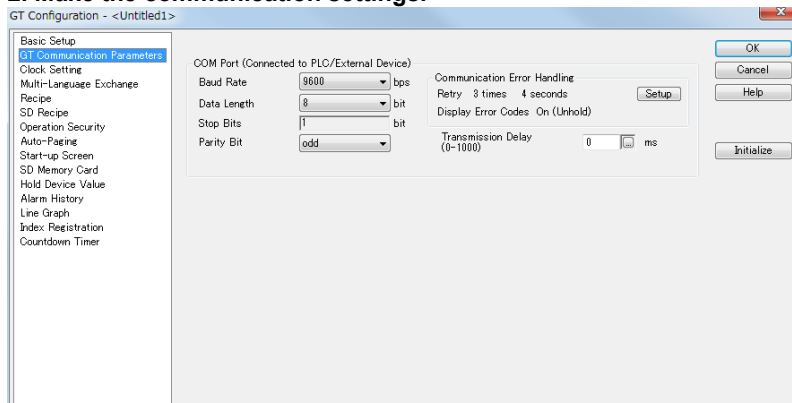 2. Make the communication settings.
GT Configuration - <Untitled1>
Basic Setup
GT Communication Parameters
Clock Setting
Multi-Language Exchange
Recipe
SD Recipe
Operation Security
Auto-Paging
Start-up Screen
SD Memory Card
Hold Device Value
Alarm History
Line Graph
Index Registration
Countdown Timer
COM Port (Connected to PLC/External Device)
Baud Rate 9600 bps
Data Length 8 bit
Stop Bits 1 bit
Parity Bit odd
Communication Error Handling
Retry 3 times 4 seconds Setup
Display Error Codes On (Unhold)
Transmission Delay
(0-1000) 0 ... ms
OK
Cancel
Help
Initialize